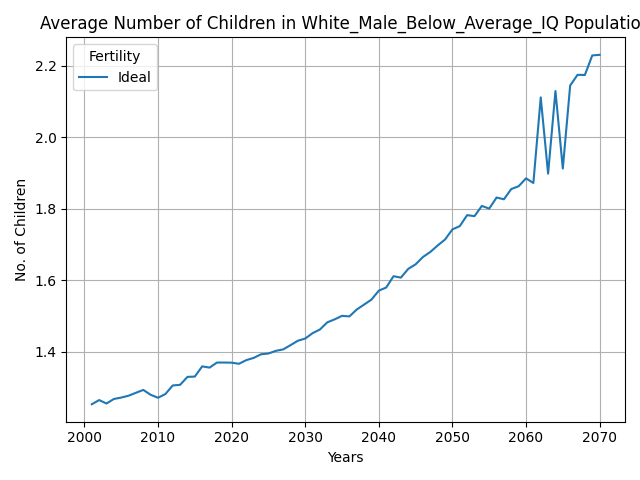 Average Number of Children in White_Male_Below_Average_IQ Populatio
Fertility
Ideal
No. of Children
2.2
2.0
1.8
1.6
1.4
2000 2010 2020 2030 2040 2050 2060 2070
Years